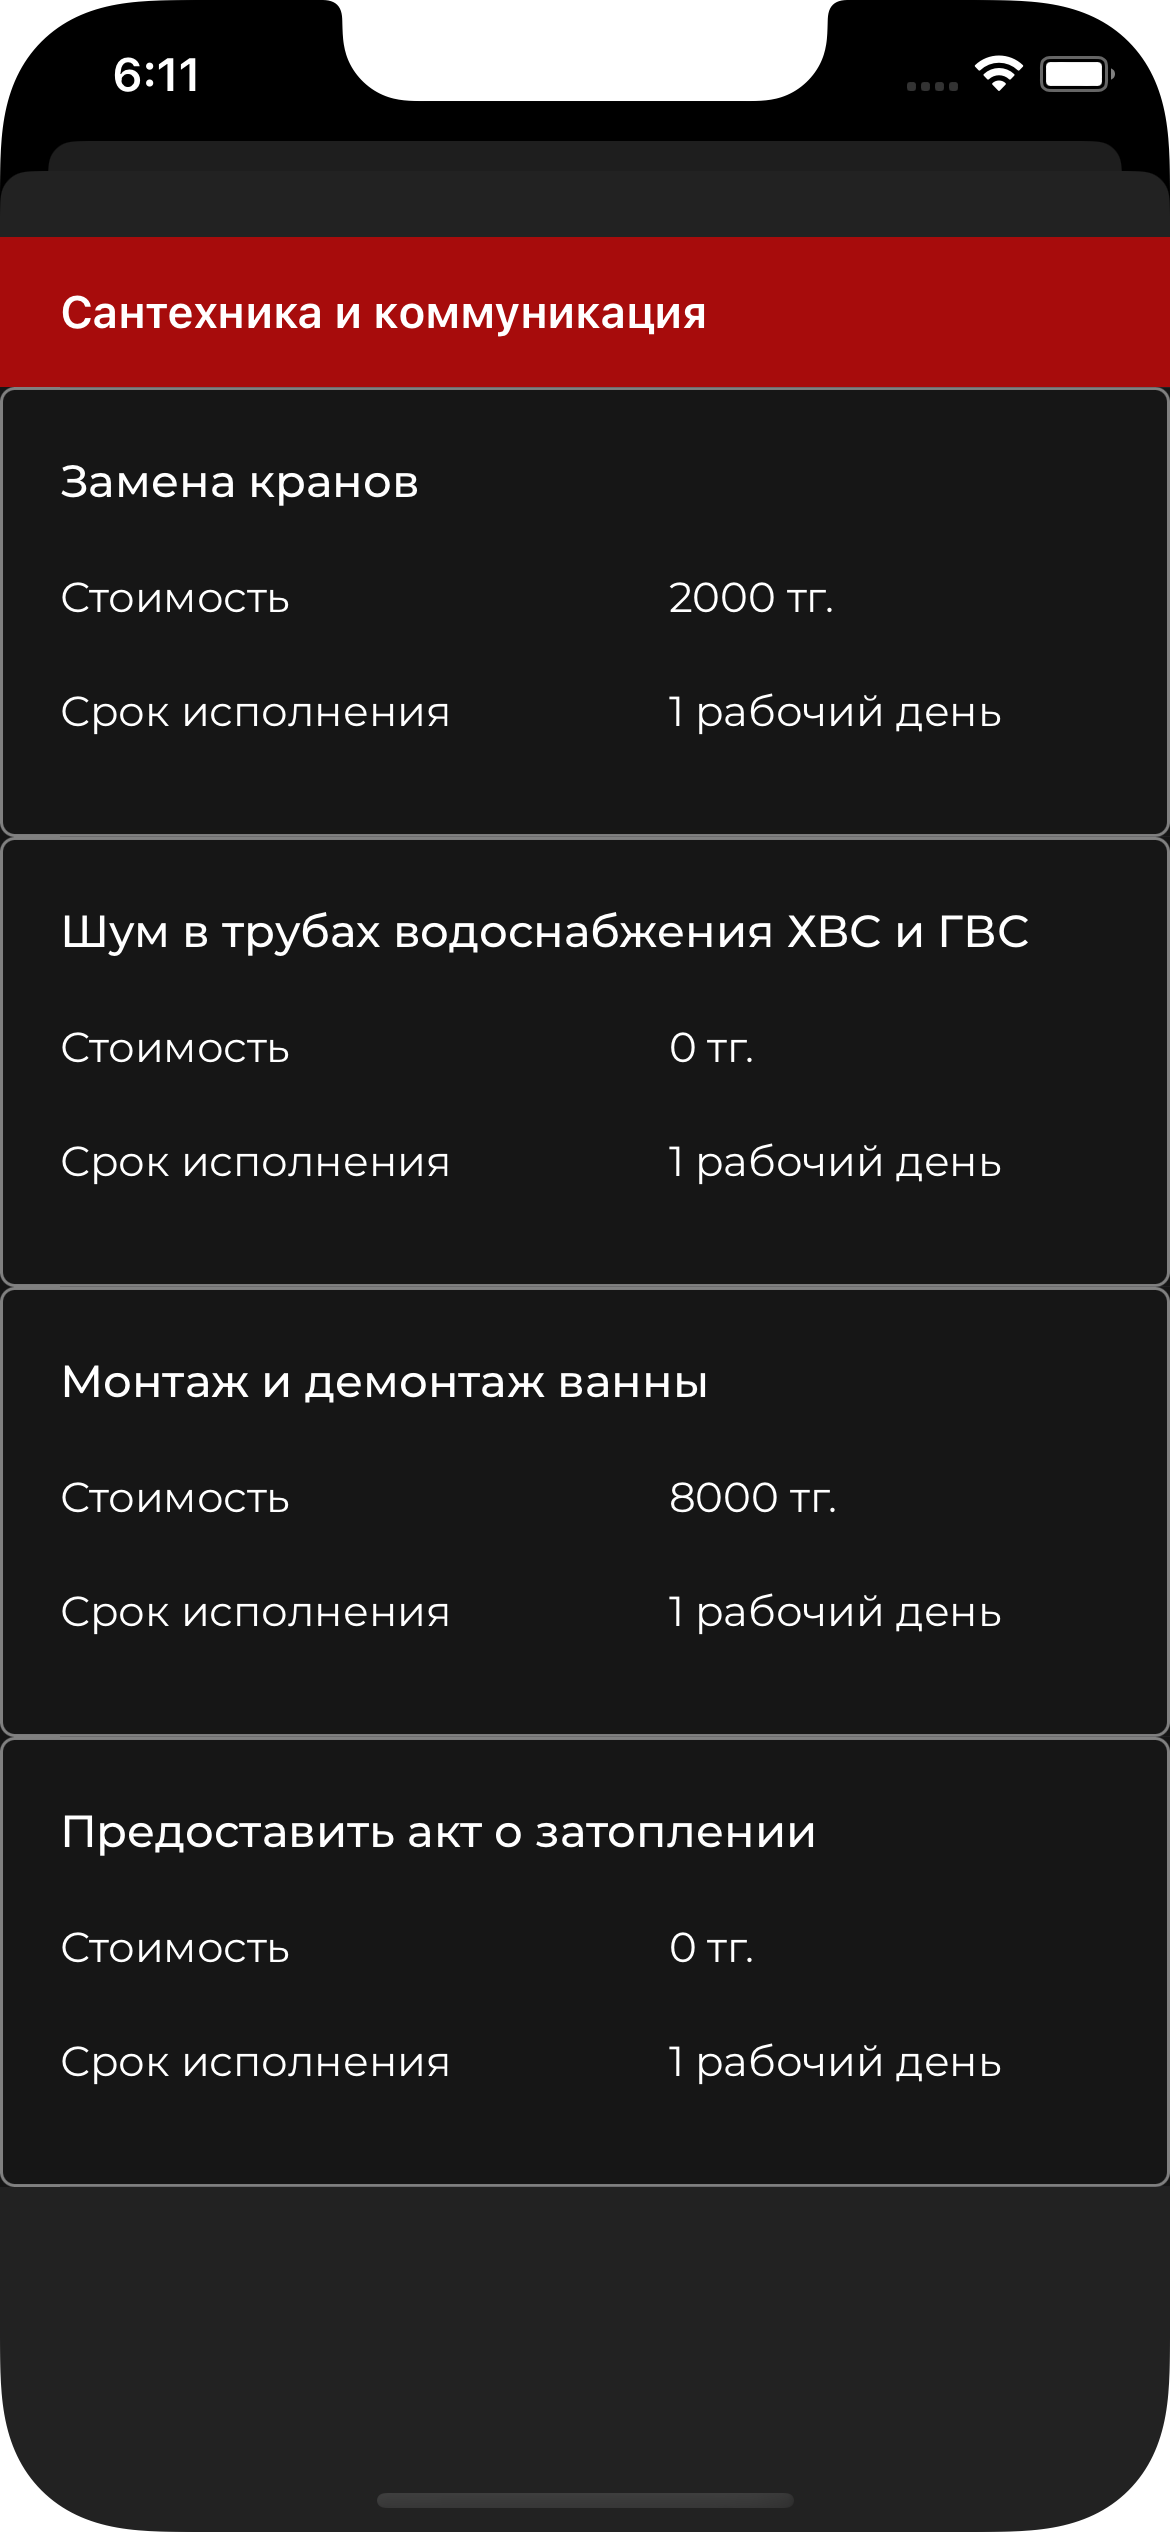 6:11
Сантехника и коммуникация
Замена кранов
Стоимость 2000 тг.
Срок исполнения 1 рабочий день
Шум в трубах водоснабжения ХВС и ГВС
Стоимость 0 тг.
Срок исполнения 1 рабочий день
Монтаж и демонтаж ванны
Стоимость 8000 тг.
Срок исполнения 1 рабочий день
Предоставить акт о затоплении
Стоимость 0 тг.
Срок исполнения 1 рабочий день